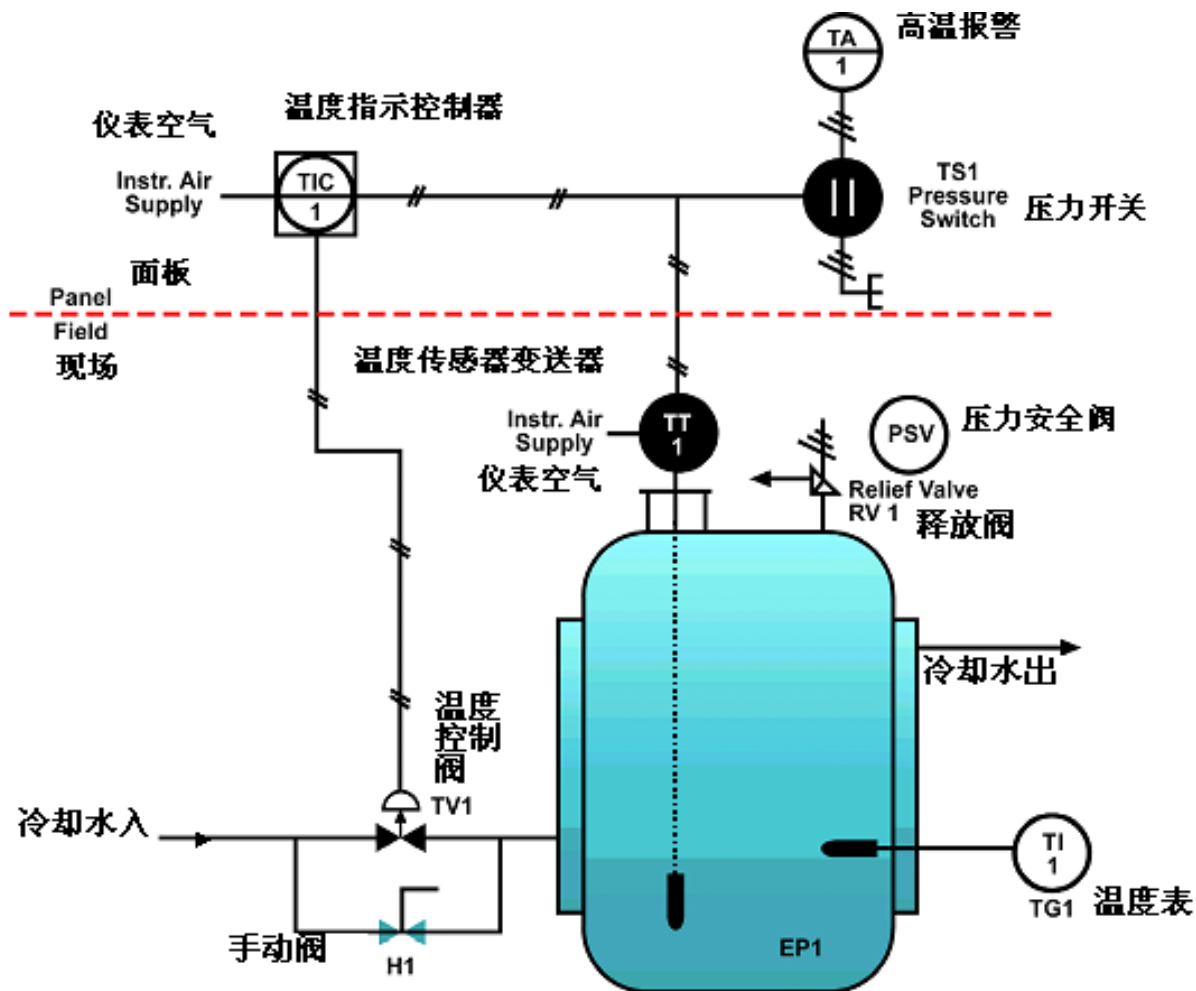 TA
1
高温报警
温度指示控制器
仪表空气
Instr. Air
Supply
TIC
1
TS1
Pressure
Switch
压力开关
面板
Panel
Field
现场
温度传感器变送器
Instr. Air
Supply
仪表空气
TT
1
PSV
压力安全阀
Relief Valve
RV 1
释放阀
冷却水出
温度
控制
阀
TV1
冷却水入
手动阀
H1
EP1
TI
1
TG1
温度表